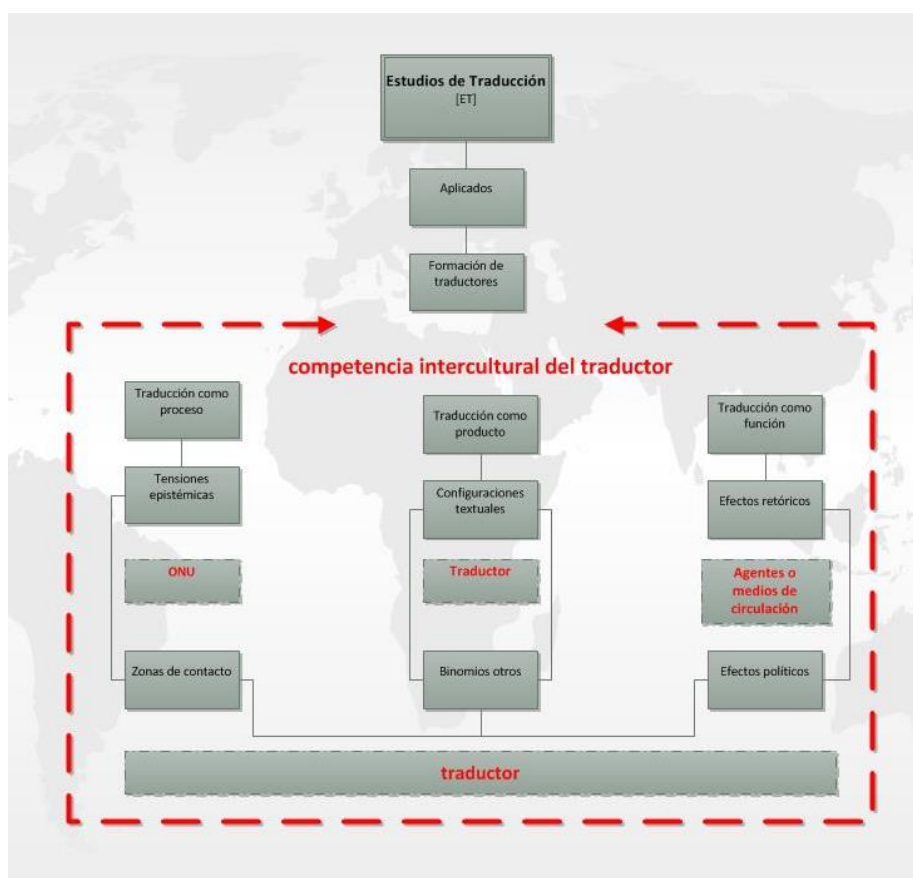 Estudios de Traducción
[ET]
Aplicados
Formación de
traductores
competencia intercultural del traductor
Traducción como
proceso
Traducción como
producto
Traducción como
función
Tensiones
epistémicas
Configuraciones
textuales
Efectos retóricos
ONU
Traductor
Agentes o
medios de
circulación
Zonas de contacto
Binomios otros
Efectos políticos
traductor